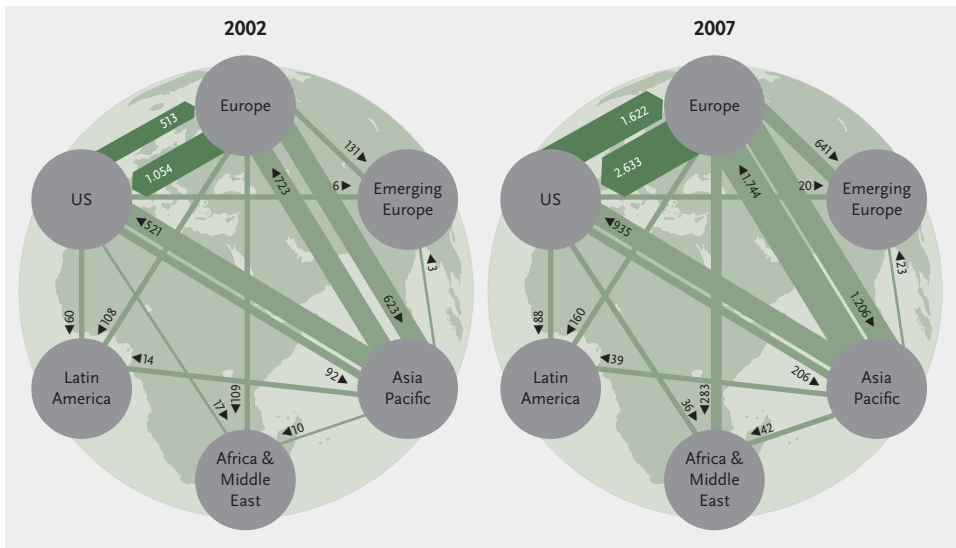 2002
Europe
513
1.054
US
131
6
Emerging
Europe
723
521
623
3
60
108
14
92
Latin
America
Asia
Pacific
17
109
10
Africa &
Middle
East
2007
Europe
1.622
2.633
US
641
20
Emerging
Europe
1.744
935
1.206
23
88
160
39
206
Latin
America
Asia
Pacific
36
283
42
Africa &
Middle
East